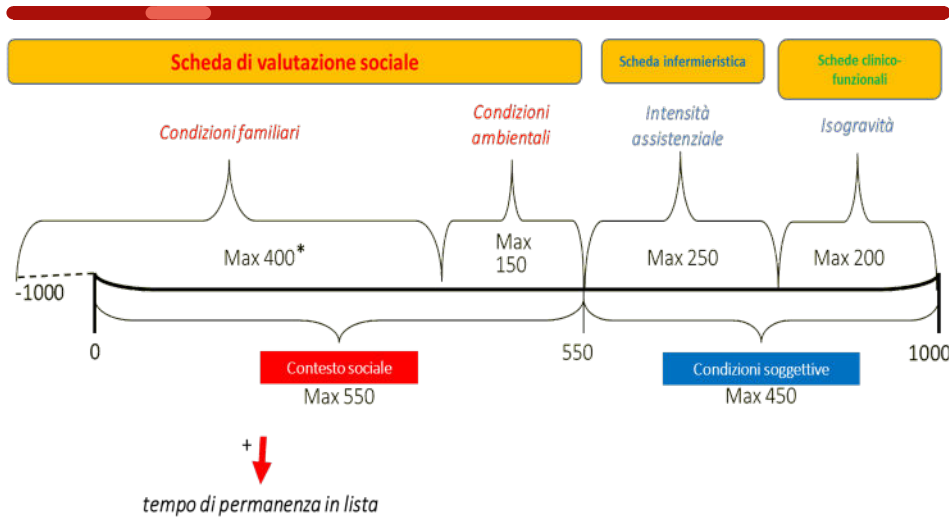 Scheda di valutazione sociale
Scheda infermieristica
Schede clinico-
funzionali
Condizioni familiari
Condizioni
ambientali
Intensità
assistenziale
Isogravità
Max 400*
Max
150
Max 250
Max 200
-1000
0
550
1000
Contesto sociale
Condizioni soggettive
Max 550
Max 450
+
tempo di permanenza in lista